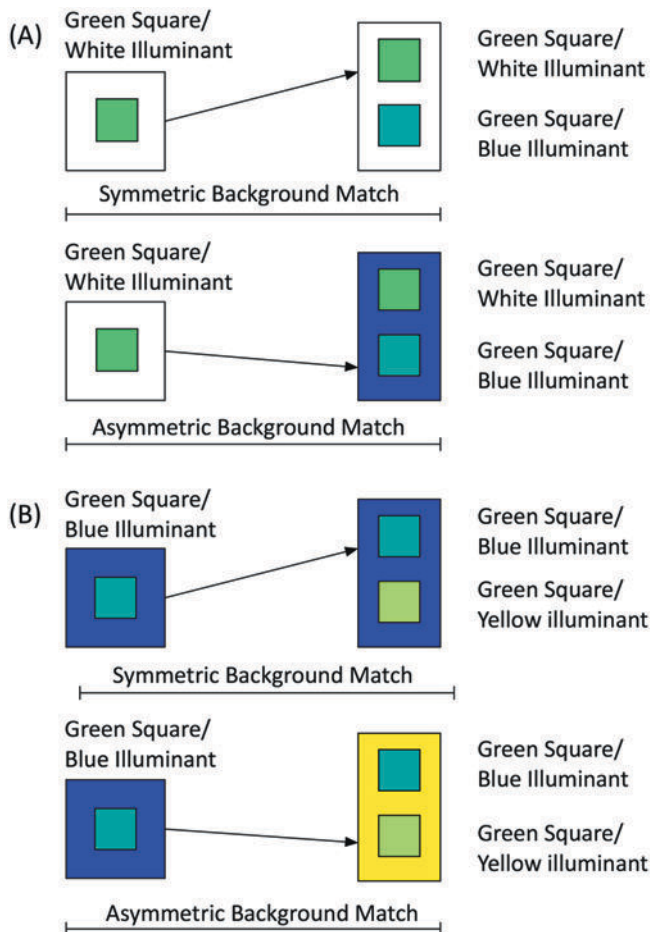 (A)
Green Square/
White Illuminant
Green Square/
White Illuminant
Green Square/
Blue Illuminant
Symmetric Background Match
Green Square/
White Illuminant
Green Square/
White Illuminant
Green Square/
Blue Illuminant
Asymmetric Background Match
(B)
Green Square/
Blue Illuminant
Green Square/
Blue Illuminant
Green Square/
Yellow illuminant
Symmetric Background Match
Green Square/
Blue Illuminant
Green Square/
Blue Illuminant
Green Square/
Yellow illuminant
Asymmetric Background Match